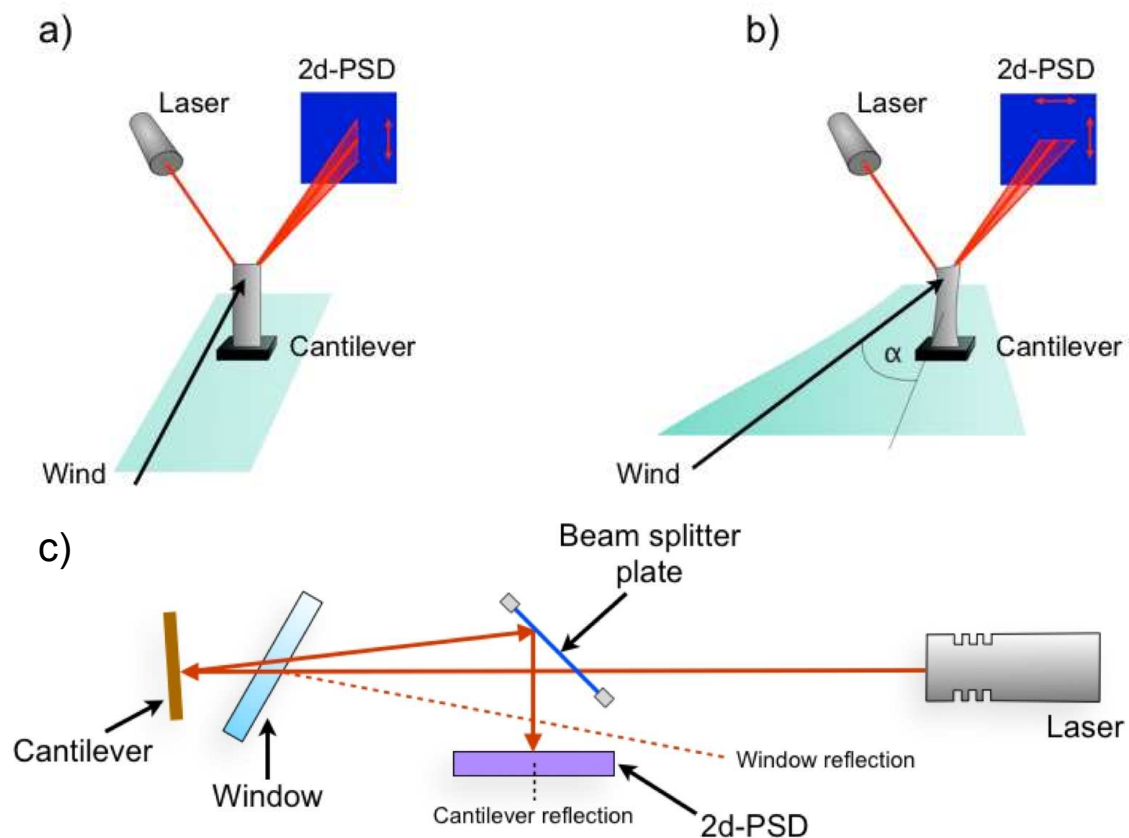 a)
2d-PSD
Laser
Cantilever
Wind
b)
2d-PSD
Laser
α
Cantilever
Wind
c)
Beam splitter
plate
Laser
Cantilever
Window
Window reflection
Cantilever reflection
2d-PSD